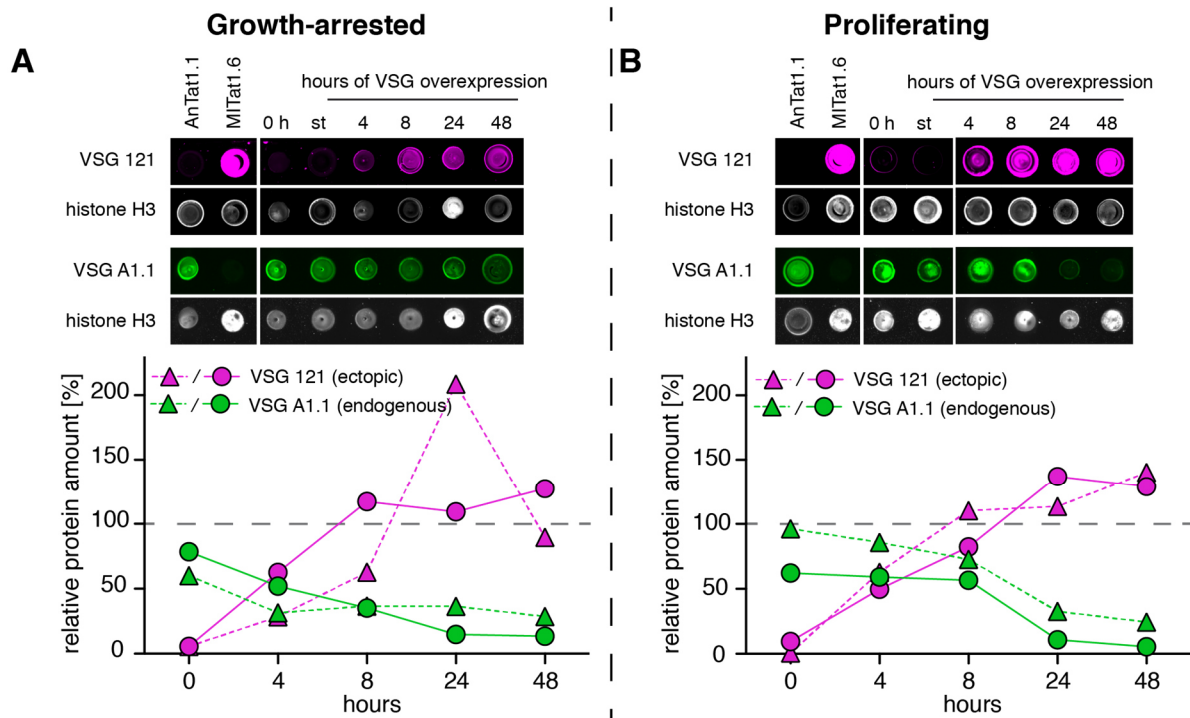 Growth-arrested
A
AnTat1.1
MITat1.6
hours of VSG overexpression
0 h st 4 8 24 48
VSG 121
histone H3
VSG A1.1
histone H3
relative protein amount [%]
200
150
100
50
0
/ VSG 121 (ectopic)
/ VSG A1.1 (endogenous)
0 4 8 24 48
hours
Proliferating
B
AnTat1.1
MITat1.6
hours of VSG overexpression
0 h st 4 8 24 48
VSG 121
histone H3
VSG A1.1
histone H3
relative protein amount [%]
200
150
100
50
0
/ VSG 121 (ectopic)
/ VSG A1.1 (endogenous)
0 4 8 24 48
hours